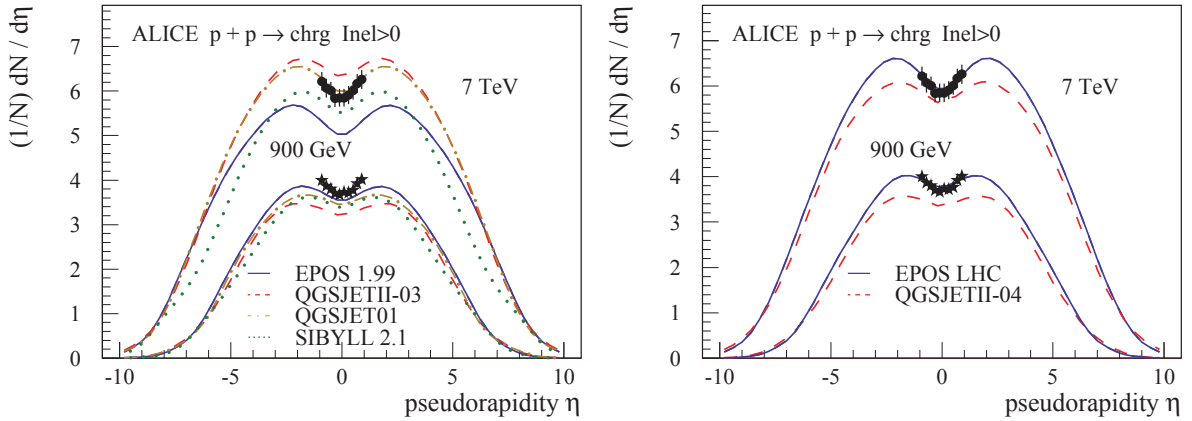 (1/N) dN / dη
ALICE p + p → chrg Inel>0
7 TeV
900 GeV
EPOS 1.99
QGSJETII-03
QGSJET01
SIBYLL 2.1
7
6
5
4
3
2
1
0
-10 -5 0 5 10
pseudorapidity η
(1/N) dN / dη
ALICE p + p → chrg Inel>0
7 TeV
900 GeV
EPOS LHC
QGSJETII-04
7
6
5
4
3
2
1
0
-10 -5 0 5 10
pseudorapidity η